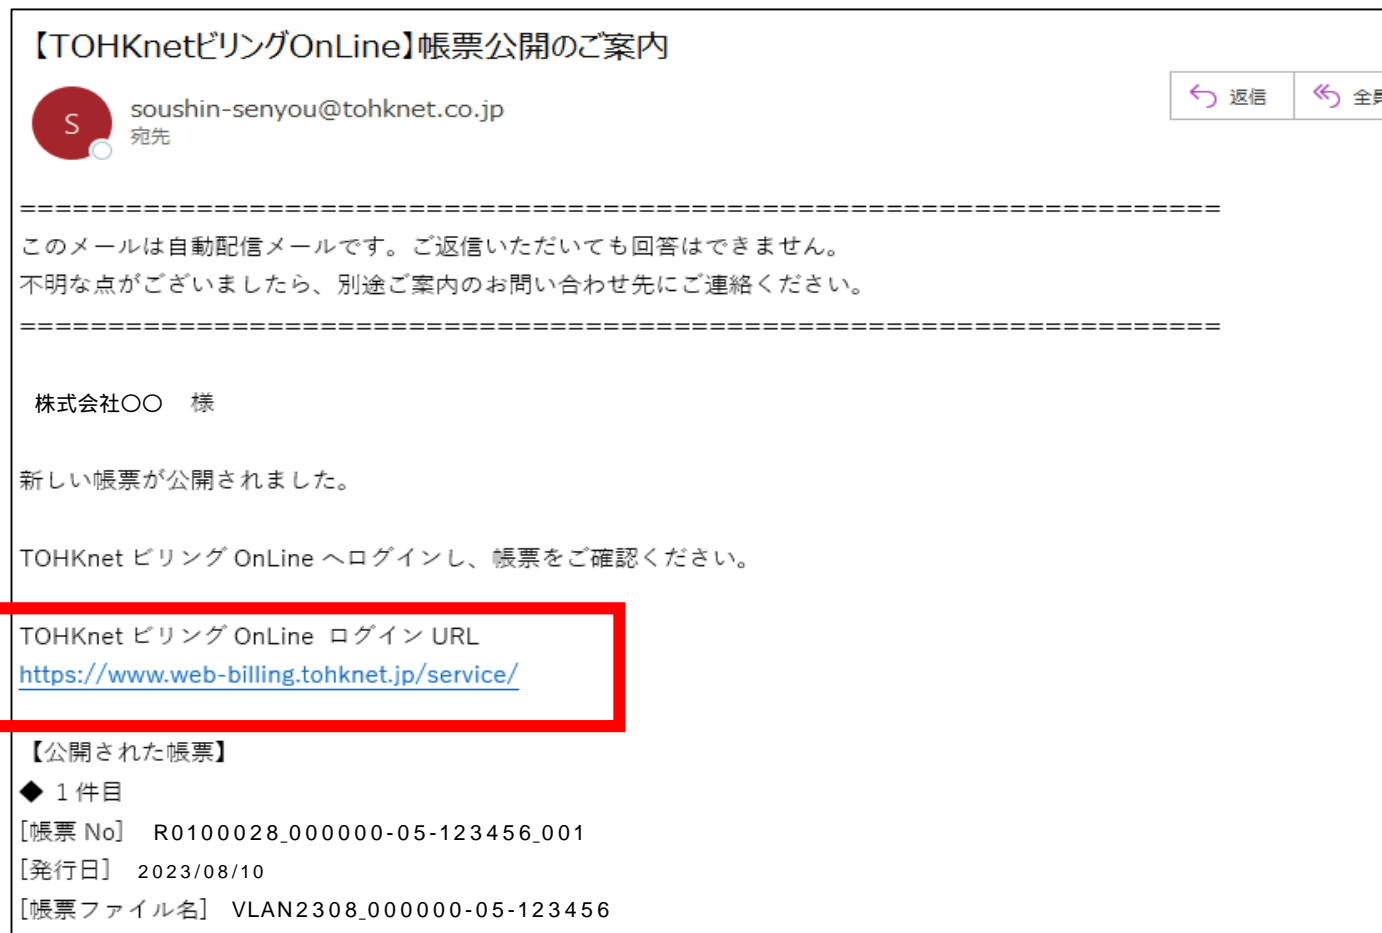 【TOHKnetビリングOnLine】帳票公開のご案内
S
soushin-senyou@tohknet.co.jp
宛先
返信
全員
====================================================================
このメールは自動配信メールです。ご返信いただいても回答はできません。
不明な点がございましたら、別途ご案内のお問い合わせ先にご連絡ください。
====================================================================
株式会社〇〇 様
新しい帳票が公開されました。
TOHKnet ビリング OnLine へログインし、帳票をご確認ください。
TOHKnet ビリング OnLine ログイン URL
https://www.web-billing.tohknet.jp/service/
【公開された帳票】
◆ 1 件目
[帳票 No] R0100028_000000-05-123456_001
[発行日] 2023/08/10
[帳票ファイル名] VLAN2308_000000-05-123456